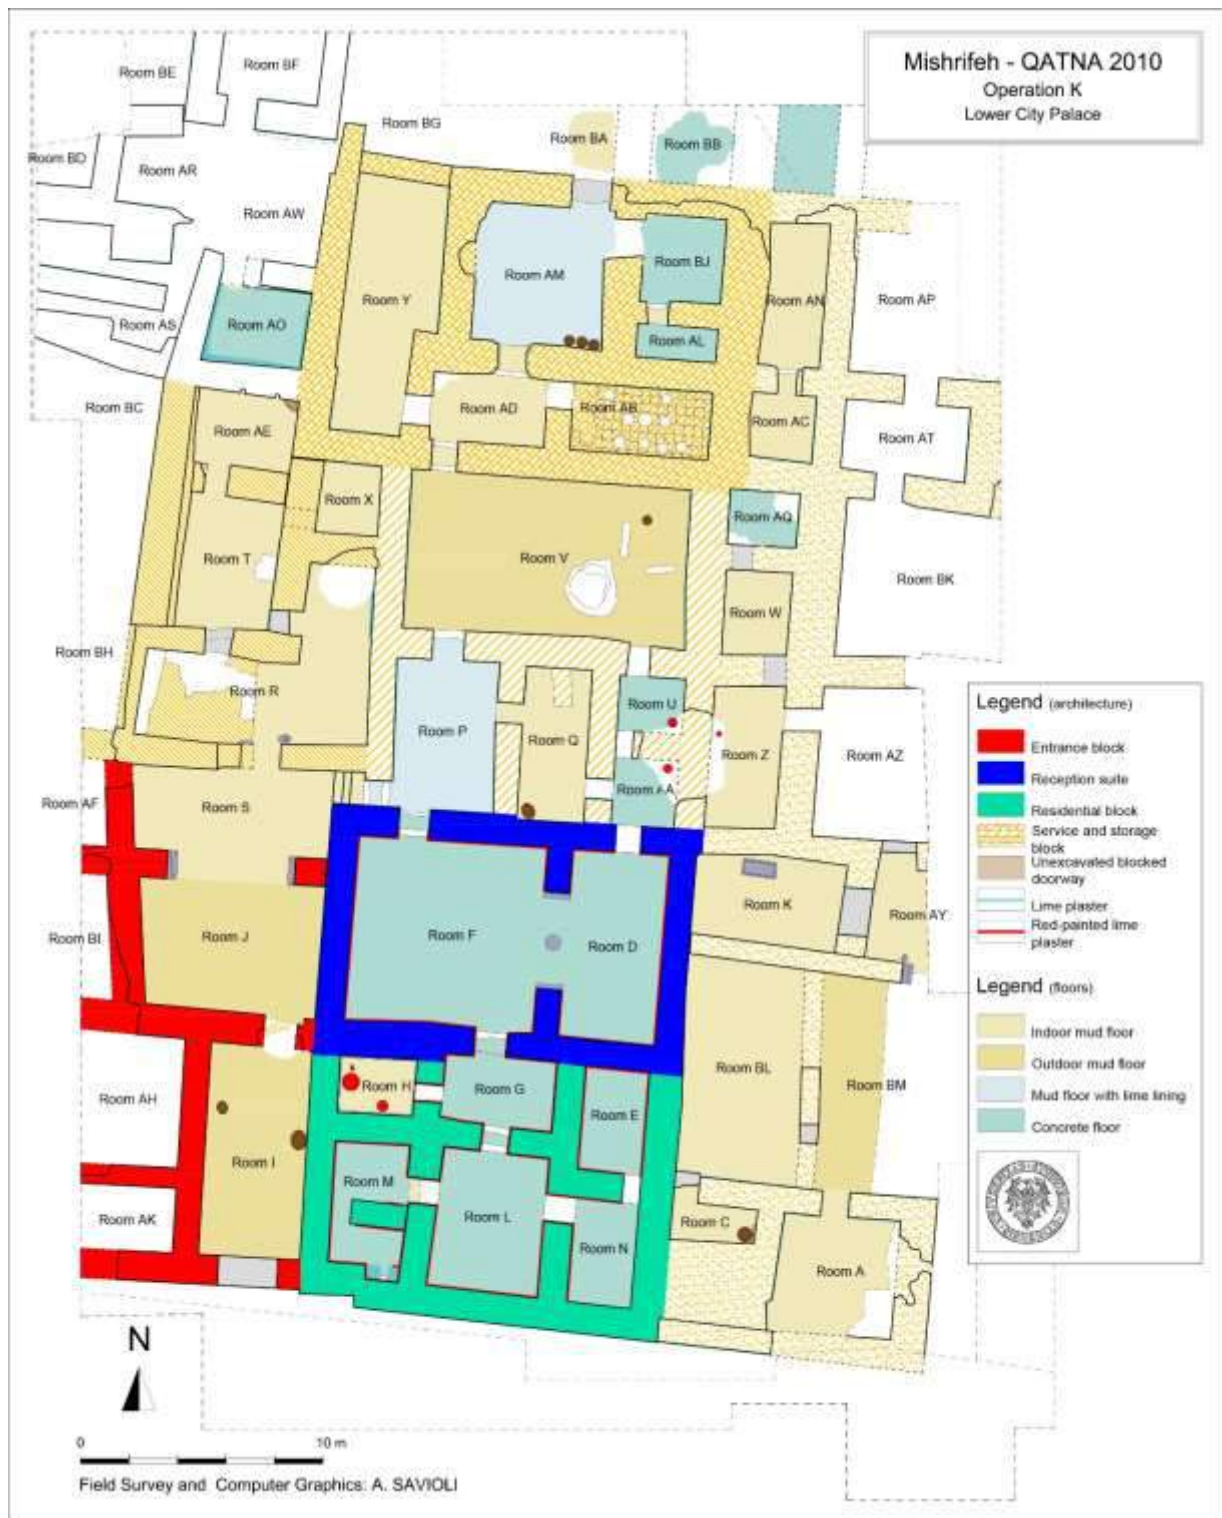 Mishrifeh - QATNA 2010
Operation K
Lower City Palace
Room BE
Room BF
Room BG
Room BA
Room BB
Room BD
Room AR
Room AW
Room AM
Room BJ
Room Y
Room AN
Room AP
Room AS
Room AO
Room AL
Room BC
Room AD
Room AB
Room AC
Room AE
Room AT
Room X
Room AQ
Room T
Room V
Room BK
Room W
Room BH
Room R
Room U
Room P
Room Q
Room Z
Room AZ
Room AA
Room AF
Room S
Room K
Room AY
Room BI
Room J
Room F
Room D
Room BL
Room BM
Room AH
Room H
Room G
Room E
Room I
Room M
Room AK
Room L
Room C
Room N
Room A
Legend (architecture)
Entrance block
Reception suite
Residential block
Service and storage
block
Unexcavated blocked
doorway
Lime plaster
Red-painted lime
plaster
Legend (floors)
Indoor mud floor
Outdoor mud floor
Mud floor with lime lining
Concrete floor
N
0
10 m
Field Survey and Computer Graphics: A. SAVIOLI